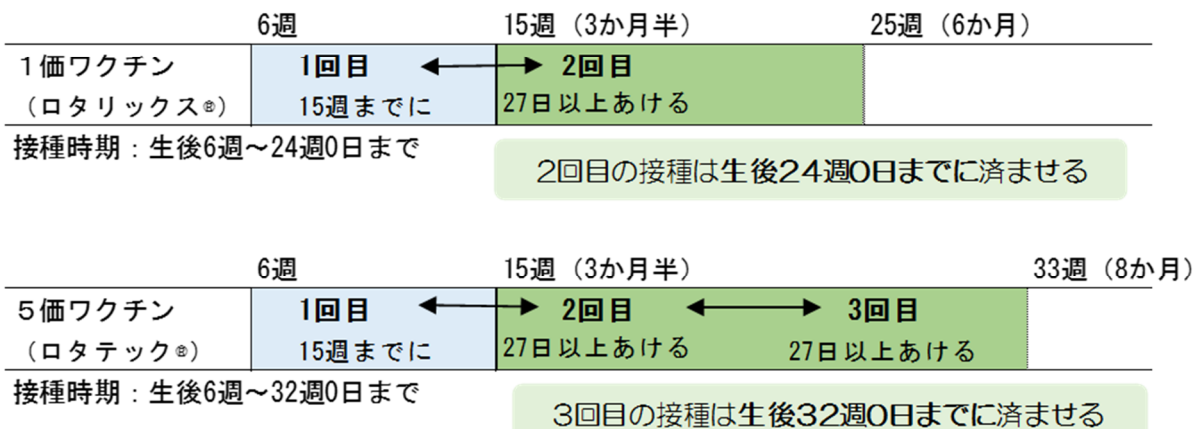 6週 15週（3か月半） 25週（6か月）
１価ワクチン 1回目 2回目
（ロタリックス®） 15週までに 27日以上あける
接種時期：生後6週～24週0日まで
2回目の接種は生後24週0日までに済ませる
6週 15週（3か月半） 33週（8か月）
５価ワクチン 1回目 2回目 3回目
（ロタテック®） 15週までに 27日以上あける 27日以上あける
接種時期：生後6週～32週0日まで
3回目の接種は生後32週0日までに済ませる